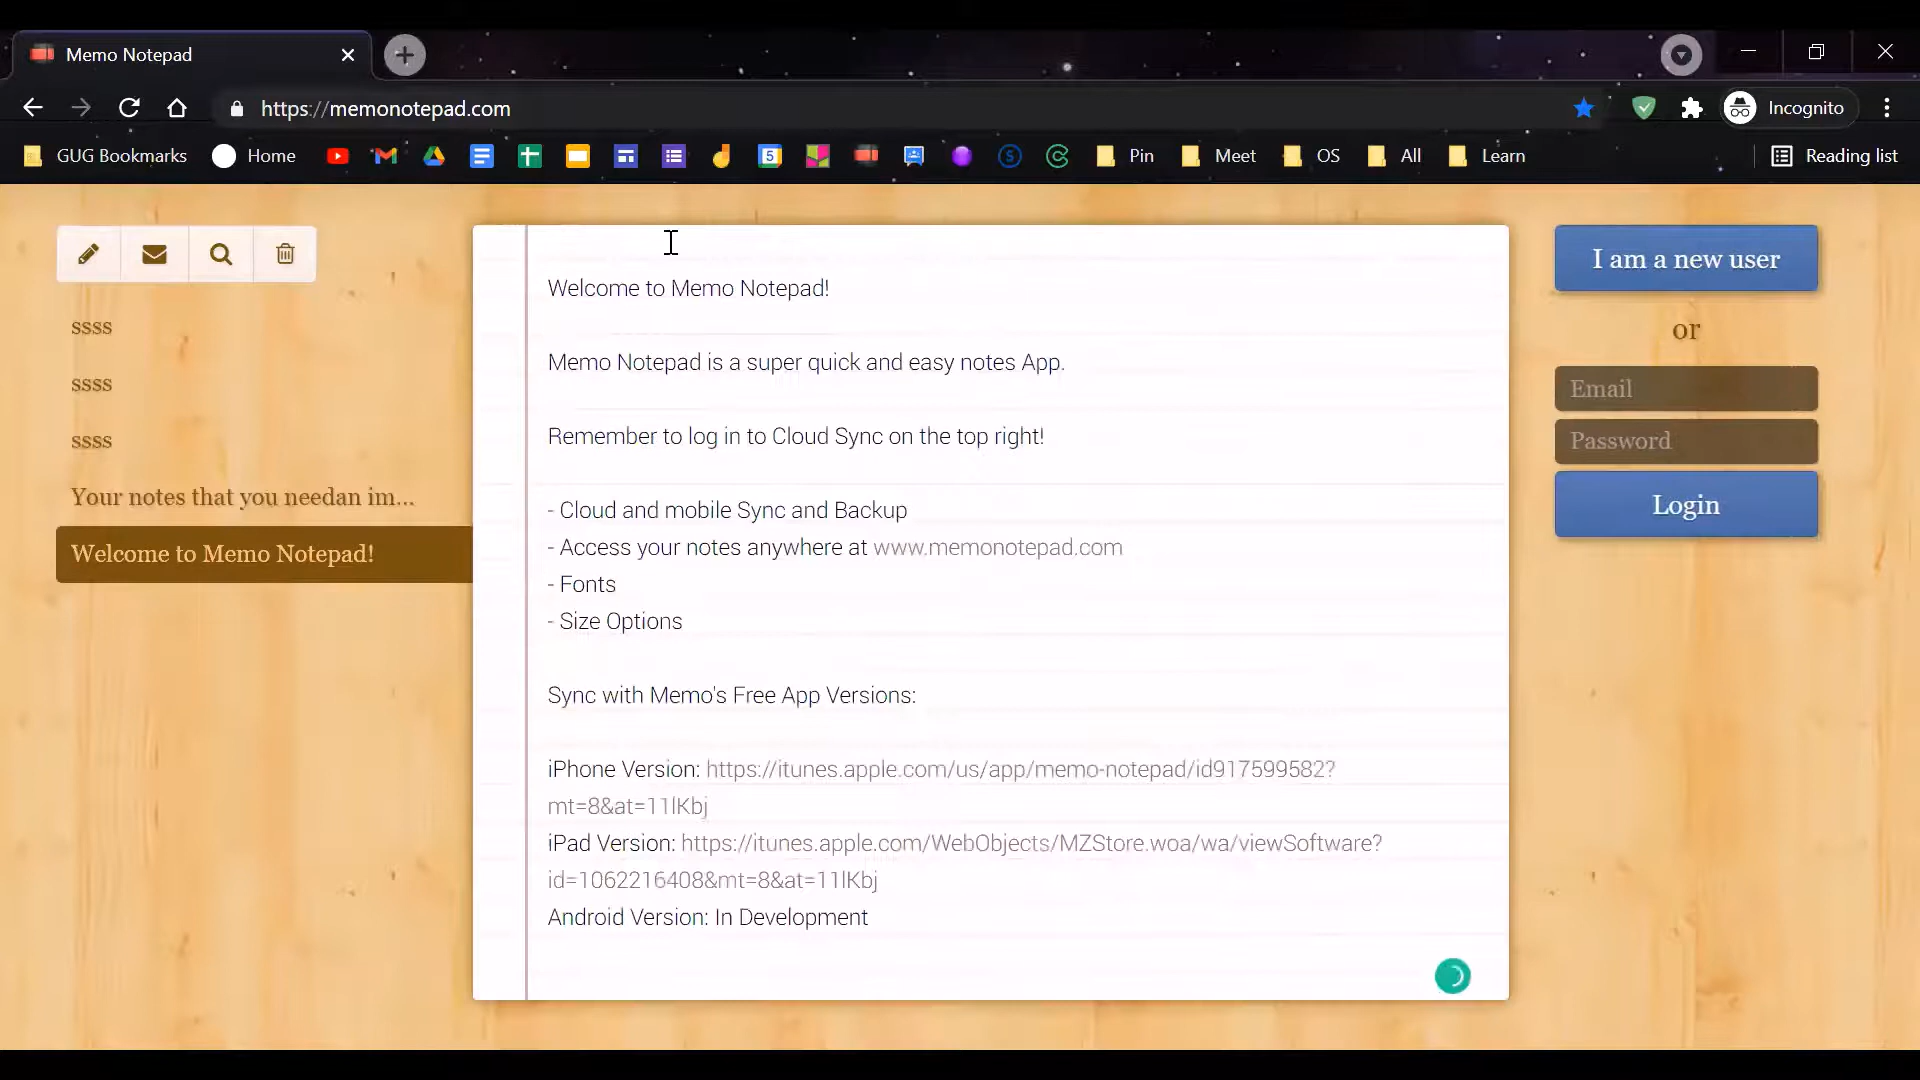 Memo Notepad
https://memonotepad.com
Incognito
GUG Bookmarks
Home
5
S
Pin
Meet
OS
All
Learn
Reading list
ssss
ssss
ssss
Your notes that you needan im...
Welcome to Memo Notepad!
Welcome to Memo Notepad!
Memo Notepad is a super quick and easy notes App.
Remember to log in to Cloud Sync on the top right!
- Cloud and mobile Sync and Backup
- Access your notes anywhere at www.memonotepad.com
- Fonts
- Size Options
Sync with Memo's Free App Versions:
iPhone Version: https://itunes.apple.com/us/app/memo-notepad/id917599582?
mt=8&at=11lKbj
iPad Version: https://itunes.apple.com/WebObjects/MZStore.woa/wa/viewSoftware?
id=1062216408&mt=8&at=11lKbj
Android Version: In Development
I am a new user
or
Email
Password
Login